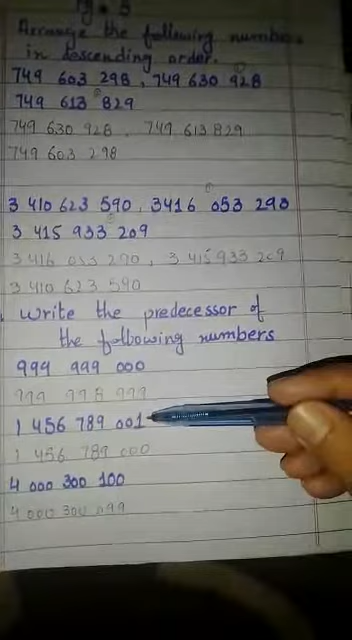 Pg # 5
Arrange the following numbers
in descending order.
749 603 298, 749 630 928
749 613 829
749 630 928, 749 613 829
749 603 298
3 410 623 590, 3416 053 290
3 415 933 209
3 416 053 290, 3 415 933 209
3 410 623 590
Write the predecessor of
the following numbers
999 999 000
999 998 999
1 456 789 001
1 456 789 000
4 000 300 100
4 000 300 099